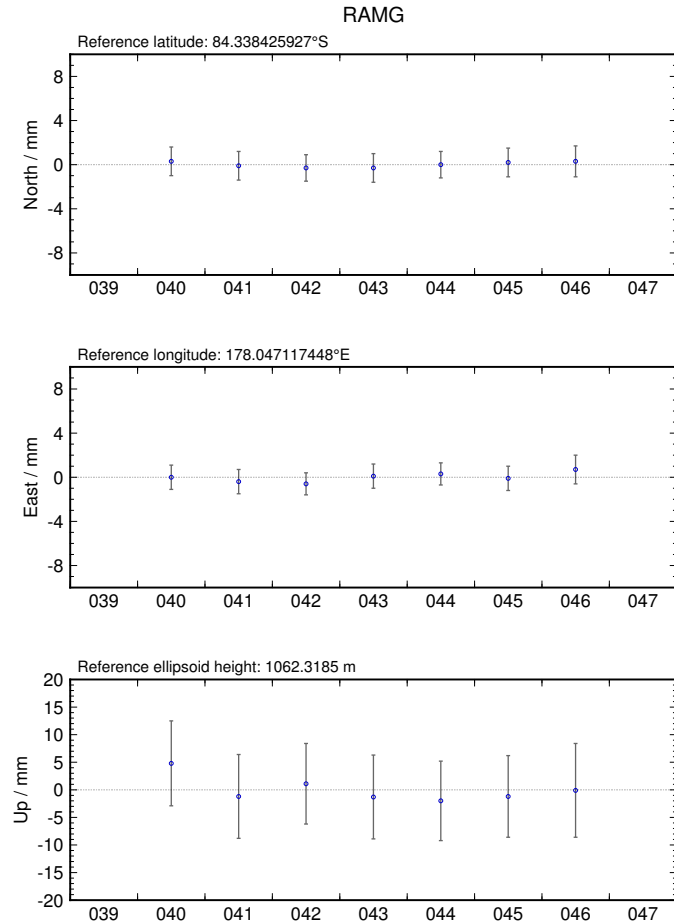 RAMG
Reference latitude: 84.338425927°S
8
4
0
-4
-8
North / mm
039 040 041 042 043 044 045 046 047
Reference longitude: 178.047117448°E
8
4
0
-4
-8
East / mm
039 040 041 042 043 044 045 046 047
Reference ellipsoid height: 1062.3185 m
20
15
10
5
0
-5
-10
-15
-20
Up / mm
039 040 041 042 043 044 045 046 047